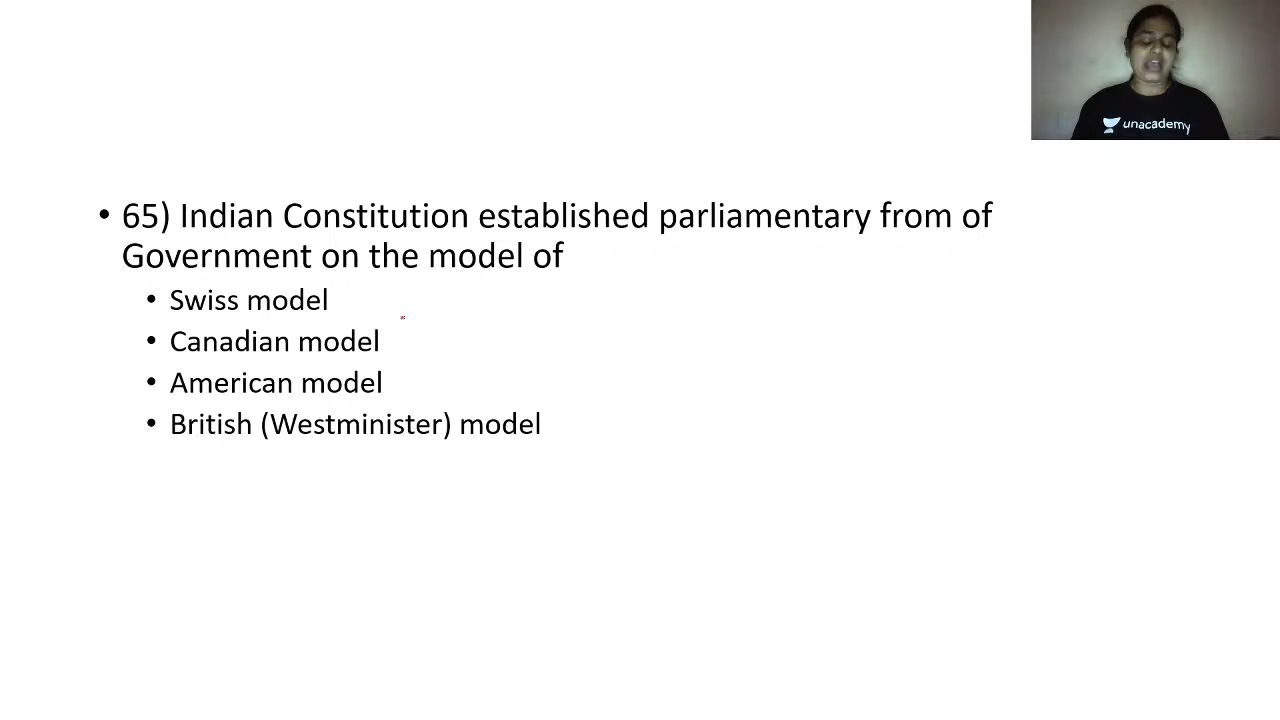 unacademy
• 65) Indian Constitution established parliamentary from of
Government on the model of
• Swiss model
• Canadian model
• American model
• British (Westminister) model